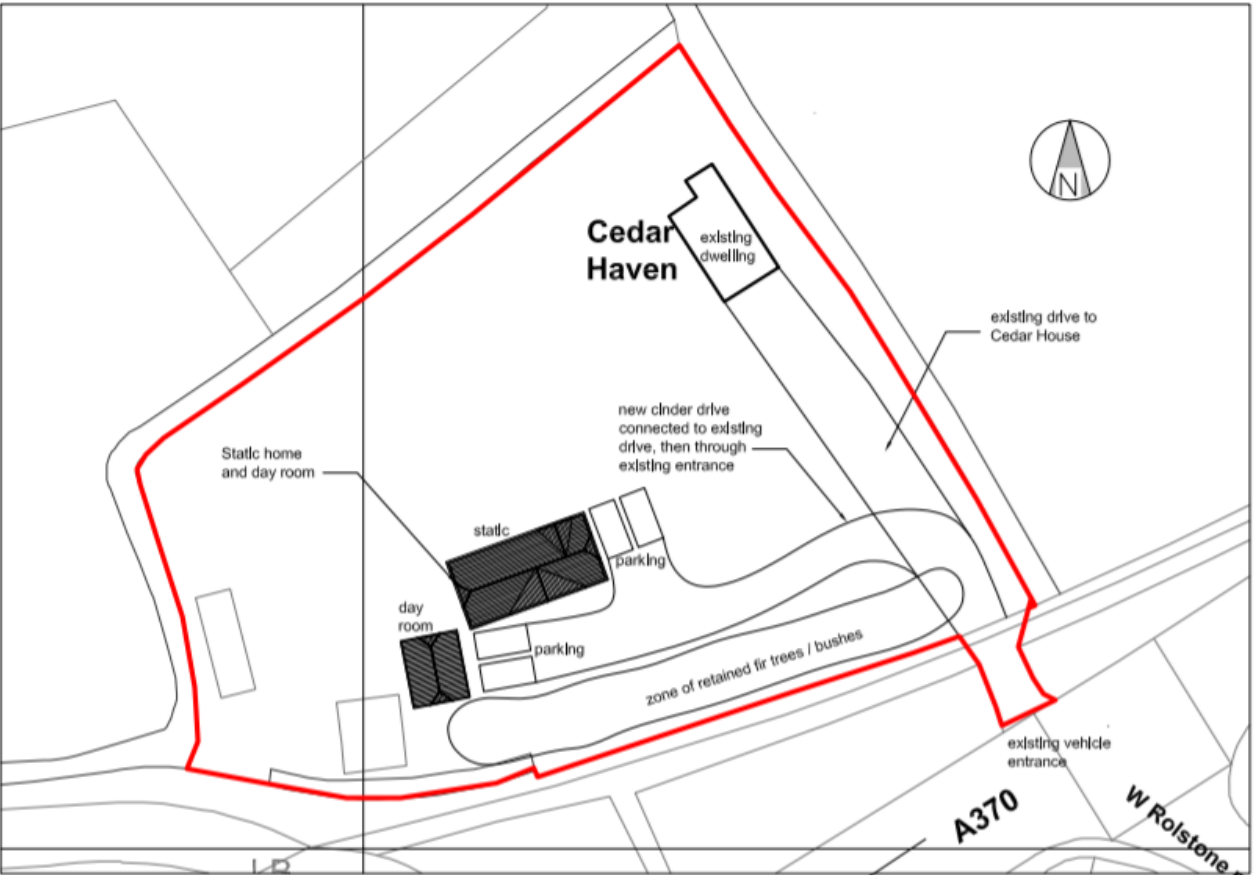 N
Cedar
Haven
existing
dwelling
existing drive to
Cedar House
new cinder drive
connected to existing
drive, then through
existing entrance
Static home
and day room
static
parking
day
room
parking
zone of retained fir trees / bushes
existing vehicle
entrance
A370
W Rolstone